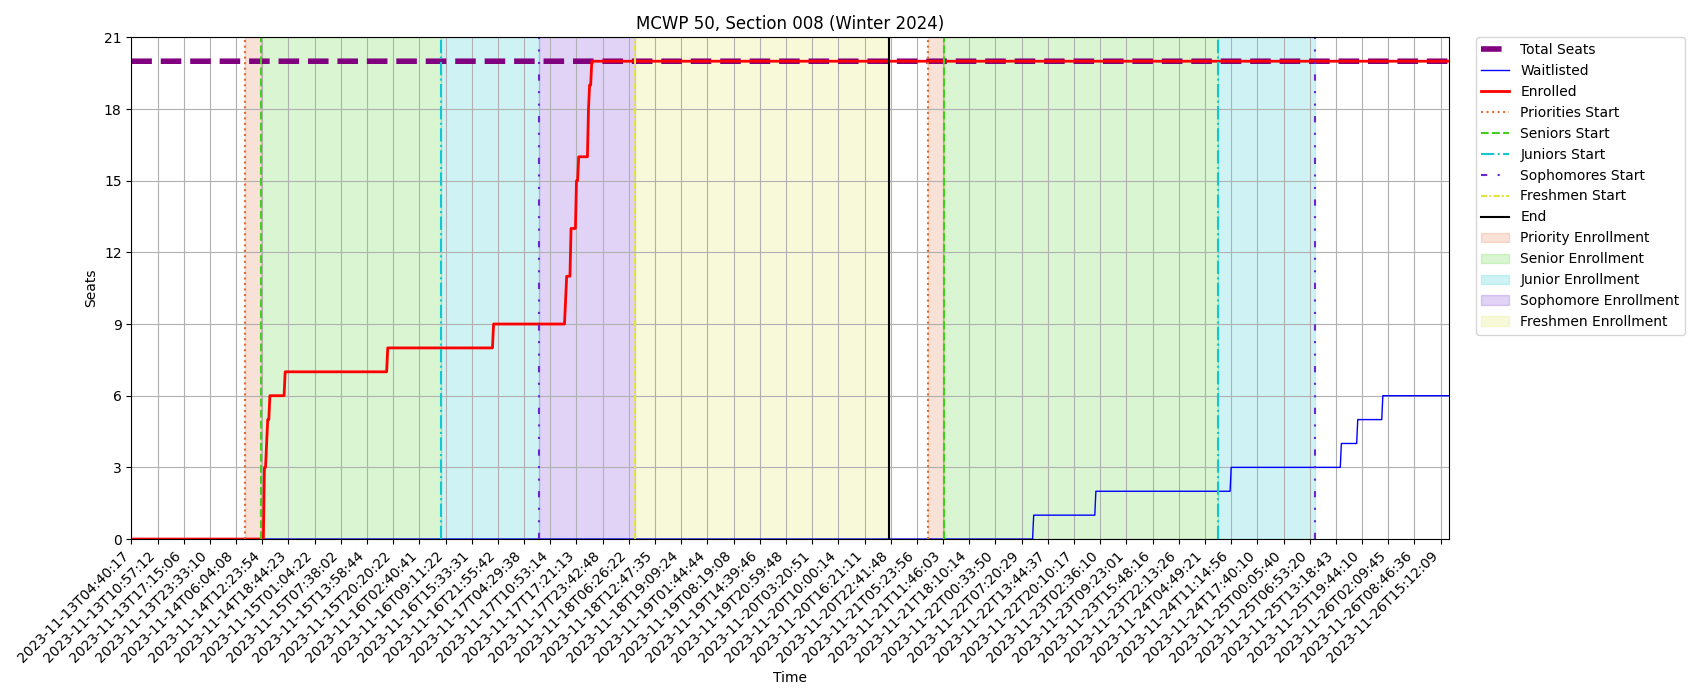 MCWP 50, Section 008 (Winter 2024)
21
18
15
12
9
6
3
0
Seats
2023-11-13T04:40:17
2023-11-13T10:57:12
2023-11-13T17:15:06
2023-11-13T23:33:10
2023-11-14T06:04:08
2023-11-14T12:23:54
2023-11-14T18:44:23
2023-11-15T01:04:22
2023-11-15T07:38:02
2023-11-15T13:58:44
2023-11-15T20:20:22
2023-11-16T02:40:41
2023-11-16T09:11:22
2023-11-16T15:33:31
2023-11-16T21:55:42
2023-11-17T04:29:38
2023-11-17T10:53:14
2023-11-17T17:21:13
2023-11-17T23:42:48
2023-11-18T06:26:22
2023-11-18T12:47:35
2023-11-18T19:09:24
2023-11-19T01:44:44
2023-11-19T08:19:08
2023-11-19T14:39:46
2023-11-19T20:59:48
2023-11-20T03:20:51
2023-11-20T10:00:14
2023-11-20T16:21:11
2023-11-20T22:41:48
2023-11-21T05:23:56
2023-11-21T11:46:03
2023-11-21T18:10:14
2023-11-22T00:33:50
2023-11-22T07:20:29
2023-11-22T13:44:37
2023-11-22T20:10:17
2023-11-23T02:36:10
2023-11-23T09:23:01
2023-11-23T15:48:16
2023-11-23T22:13:26
2023-11-24T04:49:21
2023-11-24T11:14:56
2023-11-24T17:40:10
2023-11-25T00:05:40
2023-11-25T06:53:20
2023-11-25T13:18:43
2023-11-25T19:44:10
2023-11-26T02:09:45
2023-11-26T08:46:36
2023-11-26T15:12:09
Time
Total Seats
Waitlisted
Enrolled
Priorities Start
Seniors Start
Juniors Start
Sophomores Start
Freshmen Start
End
Priority Enrollment
Senior Enrollment
Junior Enrollment
Sophomore Enrollment
Freshmen Enrollment